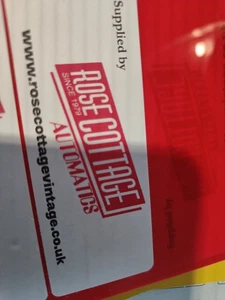 Supplied by
ROSE COTTAGE
SINCE 1979
AUTOMATICS
www.rosecottagevintage.co.uk